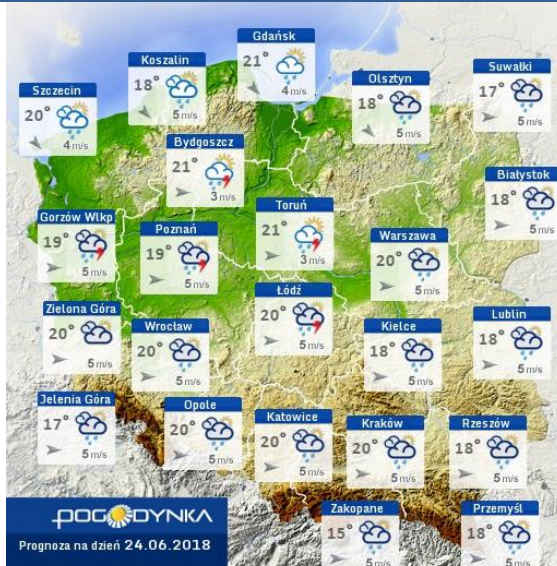 Gdańsk
21°
4 m/s
Koszalin
18°
5 m/s
Suwałki
17°
5 m/s
Olsztyn
18°
5 m/s
Szczecin
20°
4 m/s
Bydgoszcz
21°
3 m/s
Białystok
18°
5 m/s
Toruń
21°
3 m/s
Gorzów Wlkp
19°
5 m/s
Poznań
19°
5 m/s
Warszawa
20°
5 m/s
Łódź
20°
5 m/s
Zielona Góra
20°
5 m/s
Wrocław
20°
5 m/s
Kielce
18°
5 m/s
Lublin
18°
5 m/s
Jelenia Góra
17°
5 m/s
Opole
20°
5 m/s
Katowice
20°
5 m/s
Kraków
20°
5 m/s
Rzeszów
18°
5 m/s
Zakopane
15°
5 m/s
Przemyśl
18°
5 m/s
POGODYNKA
Prognoza na dzień 24.06.2018